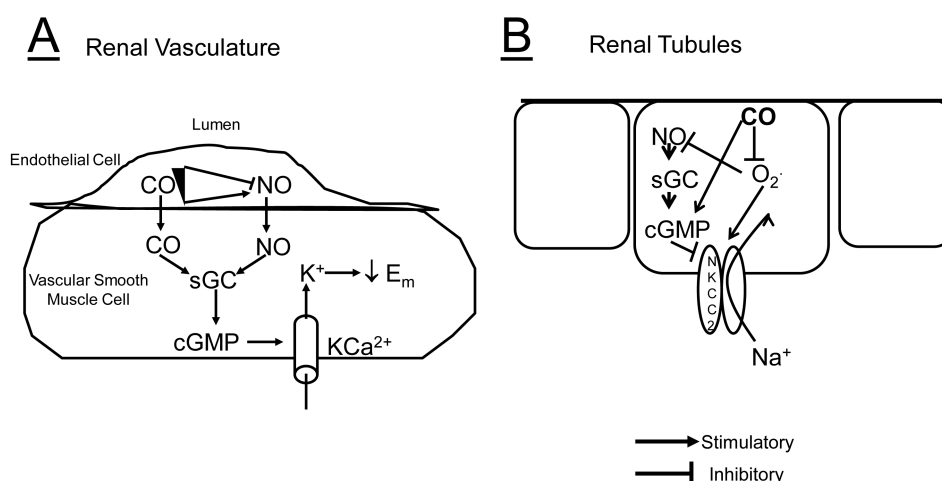 A Renal Vasculature
Lumen
Endothelial Cell
CO NO
CO NO
Vascular Smooth
Muscle Cell
sGC
K⁺ ↓ Eₘ
cGMP
KCa²⁺
B Renal Tubules
CO
NO
O₂·
sGC
cGMP
N
K
C
C
2
Na⁺
Stimulatory
Inhibitory